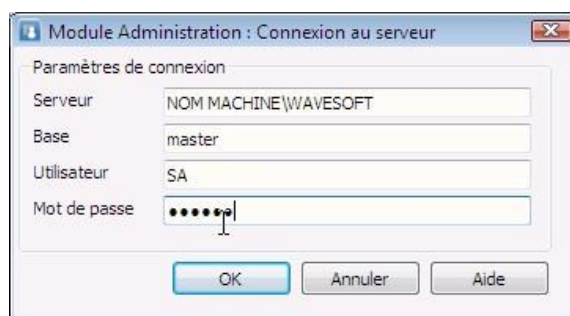 Module Administration : Connexion au serveur
Paramètres de connexion
Serveur NOM MACHINE\WAVESOFT
Base master
Utilisateur SA
Mot de passe ●●●●●●
OK Annuler Aide